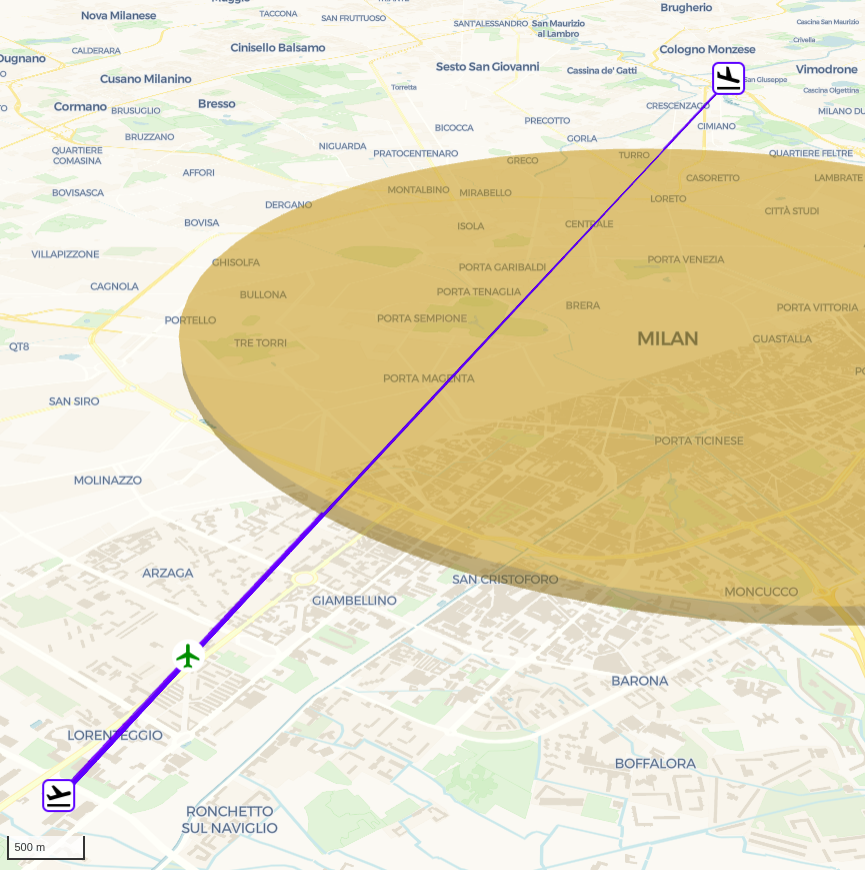 Nova Milanese
TACCONA
SAN FRUTTUOSO
SANT'ALESSANDRO
San Maurizio
al Lambro
Brugherio
Cascina San Maurizio
Crivella
CALDERARA
Cinisello Balsamo
Cologno Monzese
Cusano Milanino
Sesto San Giovanni
Cassina de' Gatti
San Giuseppe
Vimodrone
Cascina Olgettina
Torretta
Cormano
BRUSUGLIO
Bresso
CRESCENZAGO
MILANO DU
BRUZZANO
BICOCCA
PRECOTTO
CIMIANO
GORLA
QUARTIERE
COMASINA
NIGUARDA
PRATOCENTENARO
GRECO
TURRO
QUARTIERE FELTRE
AFFORI
CASORETTO
LAMBRATE
BOVISASCA
MONTALBINO
MIRABELLO
LORETO
DERGANO
CITTÀ STUDI
BOVISA
ISOLA
CENTRALE
VILLAPIZZONE
GHISOLFA
PORTA GARIBALDI
PORTA VENEZIA
CAGNOLA
BULLONA
PORTA TENAGLIA
BRERA
PORTA VITTORIA
PORTELLO
PORTA SEMPIONE
QT8
TRE TORRI
MILAN
GUASTALLA
PORTA MAGENTA
SAN SIRO
PORTA TICINESE
MOLINAZZO
ARZAGA
SAN CRISTOFORO
MONCUCCO
GIAMBELLINO
BARONA
LORENTEGGIO
BOFFALORA
RONCHETTO
SUL NAVIGLIO
500 m